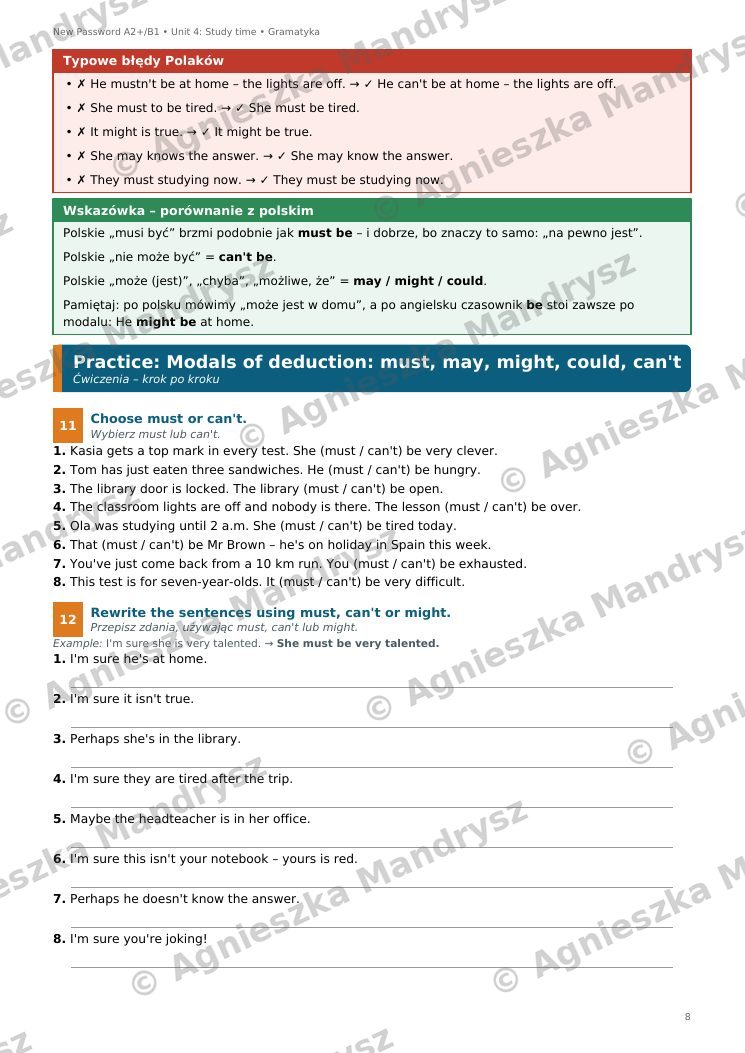 New Password A2+/B1 • Unit 4: Study time • Gramatyka
Typowe błędy Polaków
• ✗ He mustn't be at home – the lights are off. → ✓ He can't be at home – the lights are off.
• ✗ She must to be tired. → ✓ She must be tired.
• ✗ It might is true. → ✓ It might be true.
• ✗ She may knows the answer. → ✓ She may know the answer.
• ✗ They must studying now. → ✓ They must be studying now.
Wskazówka – porównanie z polskim
Polskie „musi być” brzmi podobnie jak must be – i dobrze, bo znaczy to samo: „na pewno jest”.
Polskie „nie może być” = can't be.
Polskie „może (jest)”, „chyba”, „możliwe, że” = may / might / could.
Pamiętaj: po polsku mówimy „może jest w domu”, a po angielsku czasownik be stoi zawsze po
modalu: He might be at home.
Practice: Modals of deduction: must, may, might, could, can't
Ćwiczenia – krok po kroku
11 Choose must or can't.
Wybierz must lub can't.
1. Kasia gets a top mark in every test. She (must / can't) be very clever.
2. Tom has just eaten three sandwiches. He (must / can't) be hungry.
3. The library door is locked. The library (must / can't) be open.
4. The classroom lights are off and nobody is there. The lesson (must / can't) be over.
5. Ola was studying until 2 a.m. She (must / can't) be tired today.
6. That (must / can't) be Mr Brown – he's on holiday in Spain this week.
7. You've just come back from a 10 km run. You (must / can't) be exhausted.
8. This test is for seven-year-olds. It (must / can't) be very difficult.
12 Rewrite the sentences using must, can't or might.
Przepisz zdania, używając must, can't lub might.
Example: I'm sure she is very talented. → She must be very talented.
1. I'm sure he's at home.
2. I'm sure it isn't true.
3. Perhaps she's in the library.
4. I'm sure they are tired after the trip.
5. Maybe the headteacher is in her office.
6. I'm sure this isn't your notebook – yours is red.
7. Perhaps he doesn't know the answer.
8. I'm sure you're joking!
8
© Agnieszka Mandrysz